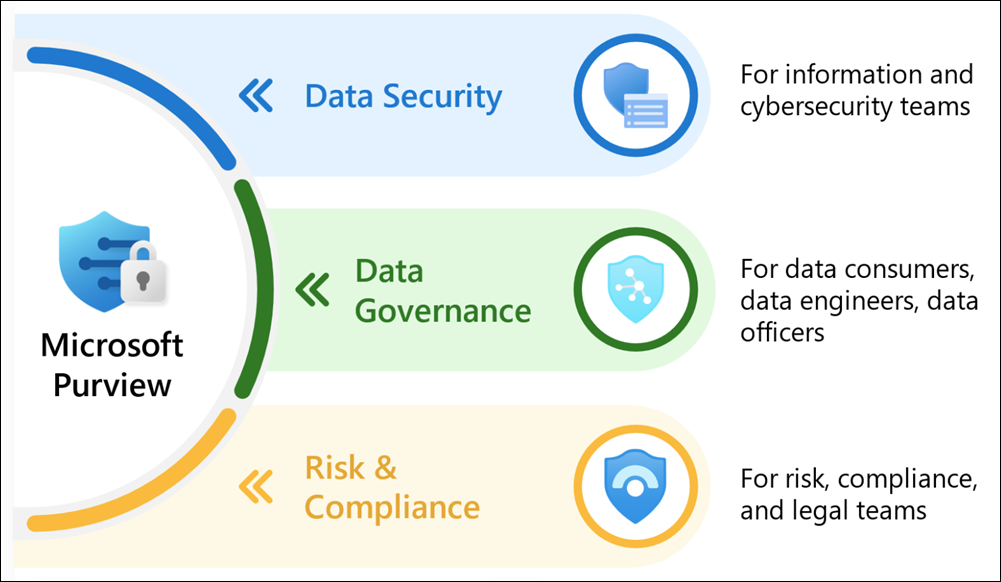 Microsoft
Purview
Data Security
For information and
cybersecurity teams
Data
Governance
For data consumers,
data engineers, data
officers
Risk &
Compliance
For risk, compliance,
and legal teams